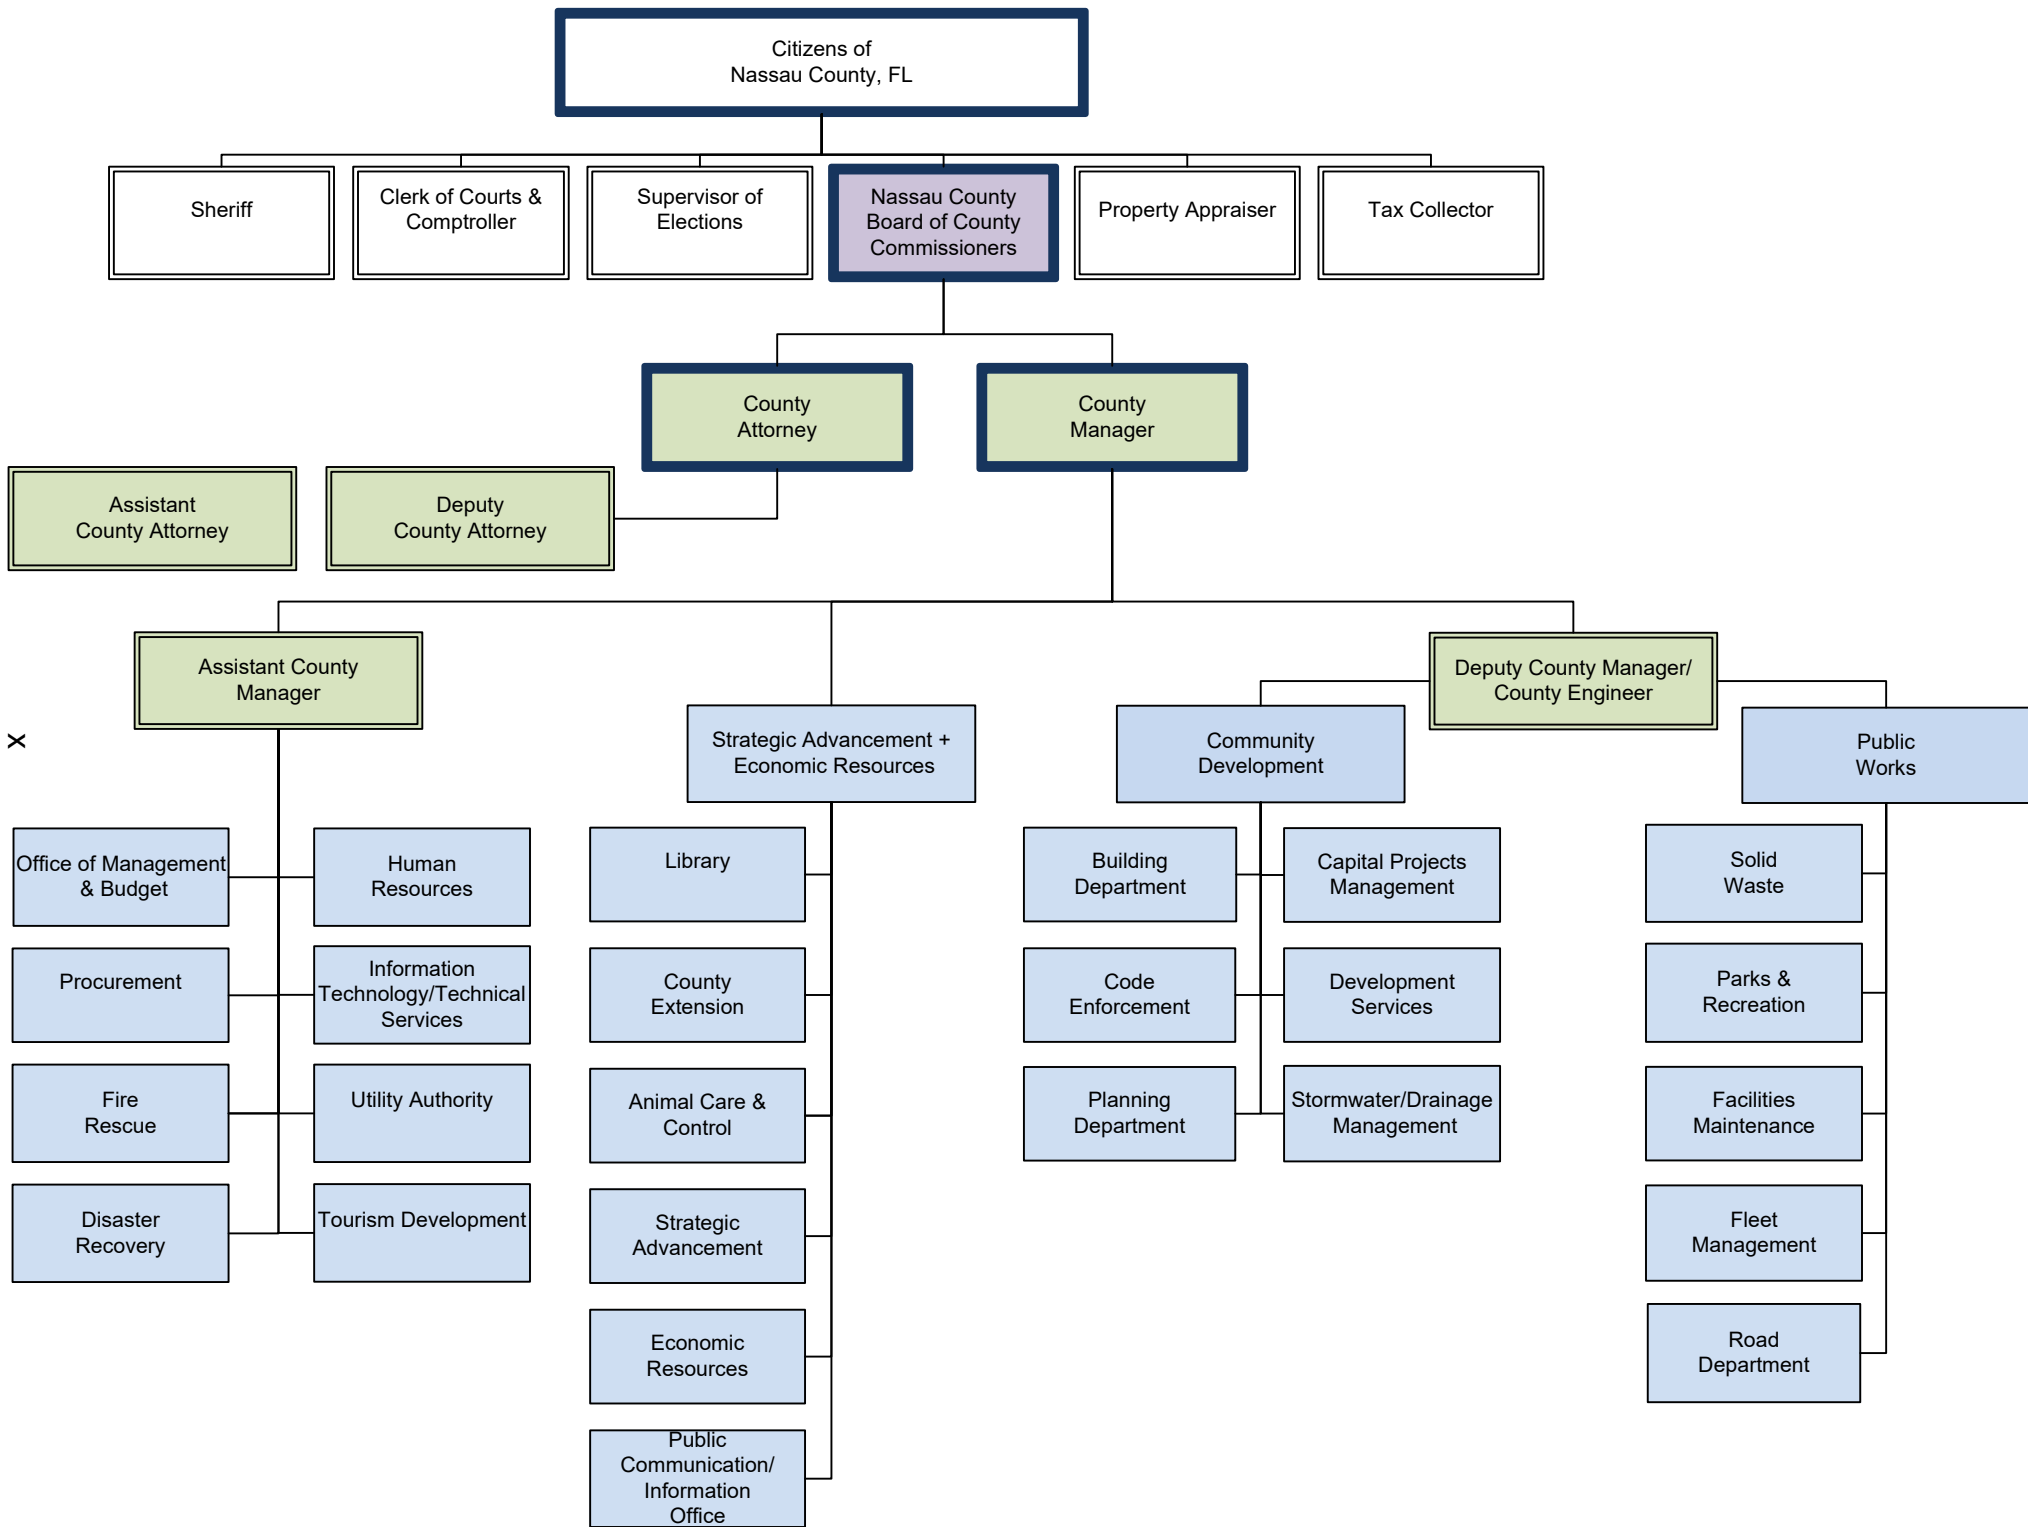 Citizens of
Nassau County, FL
Sheriff
Clerk of Courts &
Comptroller
Supervisor of
Elections
Nassau County
Board of County
Commissioners
Property Appraiser
Tax Collector
County
Attorney
County
Manager
Assistant
County Attorney
Deputy
County Attorney
Assistant County
Manager
Deputy County Manager/
County Engineer
X
Strategic Advancement +
Economic Resources
Community
Development
Public
Works
Office of Management
& Budget
Human
Resources
Procurement
Information
Technology/Technical
Services
Fire
Rescue
Utility Authority
Disaster
Recovery
Tourism Development
Library
County
Extension
Animal Care &
Control
Strategic
Advancement
Economic
Resources
Public
Communication/
Information
Office
Building
Department
Capital Projects
Management
Code
Enforcement
Development
Services
Planning
Department
Stormwater/Drainage
Management
Solid
Waste
Parks &
Recreation
Facilities
Maintenance
Fleet
Management
Road
Department